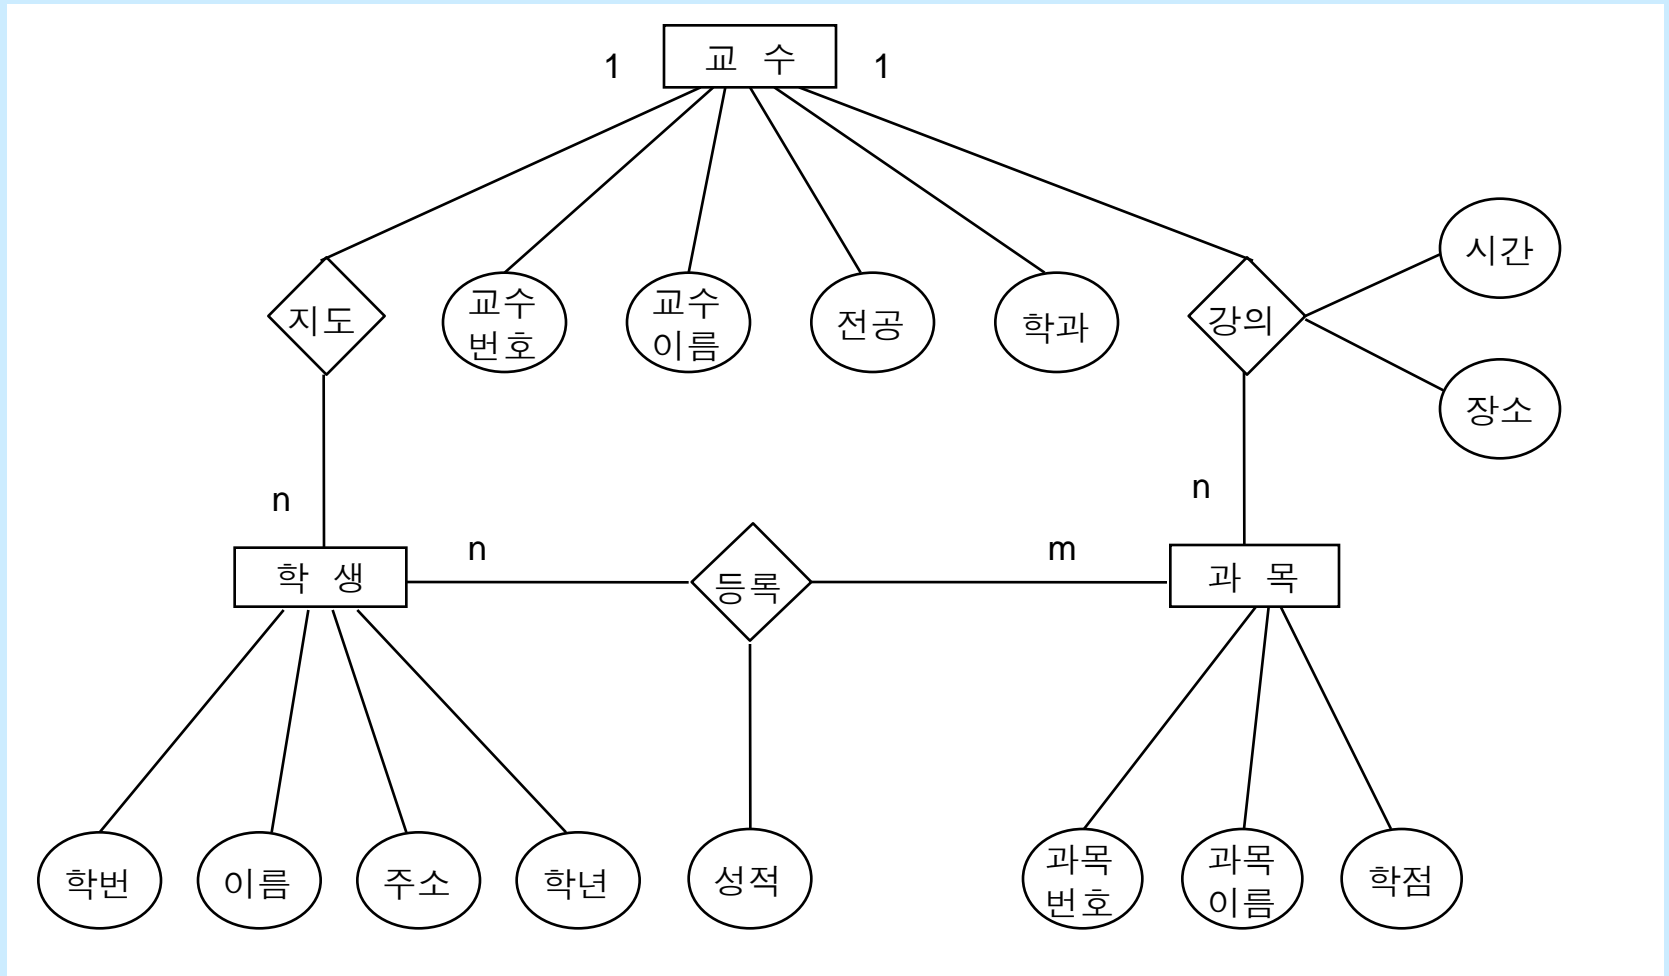 1
교 수
1
지도
교수
번호
교수
이름
전공
학과
강의
시간
장소
n
n
학 생
n
등록
m
과 목
학번
이름
주소
학년
성적
과목
번호
과목
이름
학점